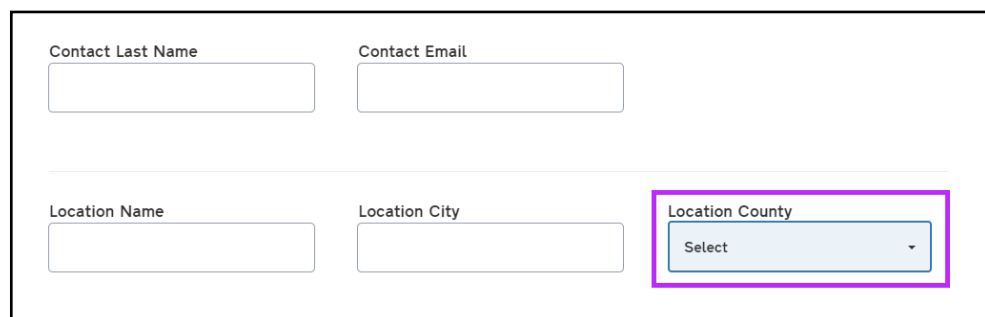 Contact Last Name
Contact Email
Location Name
Location City
Location County
Select